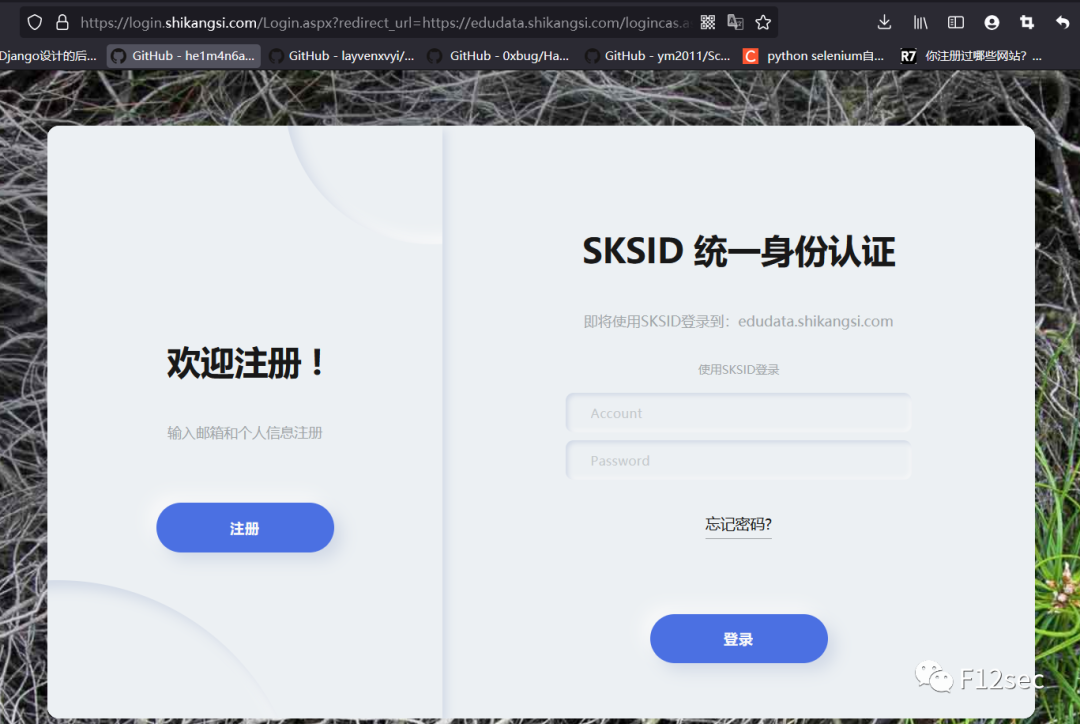 https://login.shikangsi.com/Login.aspx?redirect_url=https://edudata.shikangsi.com/logincas.a
Django设计的后... GitHub - he1m4n6a... GitHub - layvenxvyi/... GitHub - 0xbug/Ha... GitHub - ym2011/Sc... C python selenium自... R7 你注册过哪些网站? ...
SKSID 统一身份认证
即将使用SKSID登录到：edudata.shikangsi.com
使用SKSID登录
Account
Password
忘记密码?
登录
欢迎注册！
输入邮箱和个人信息注册
注册
F12sec